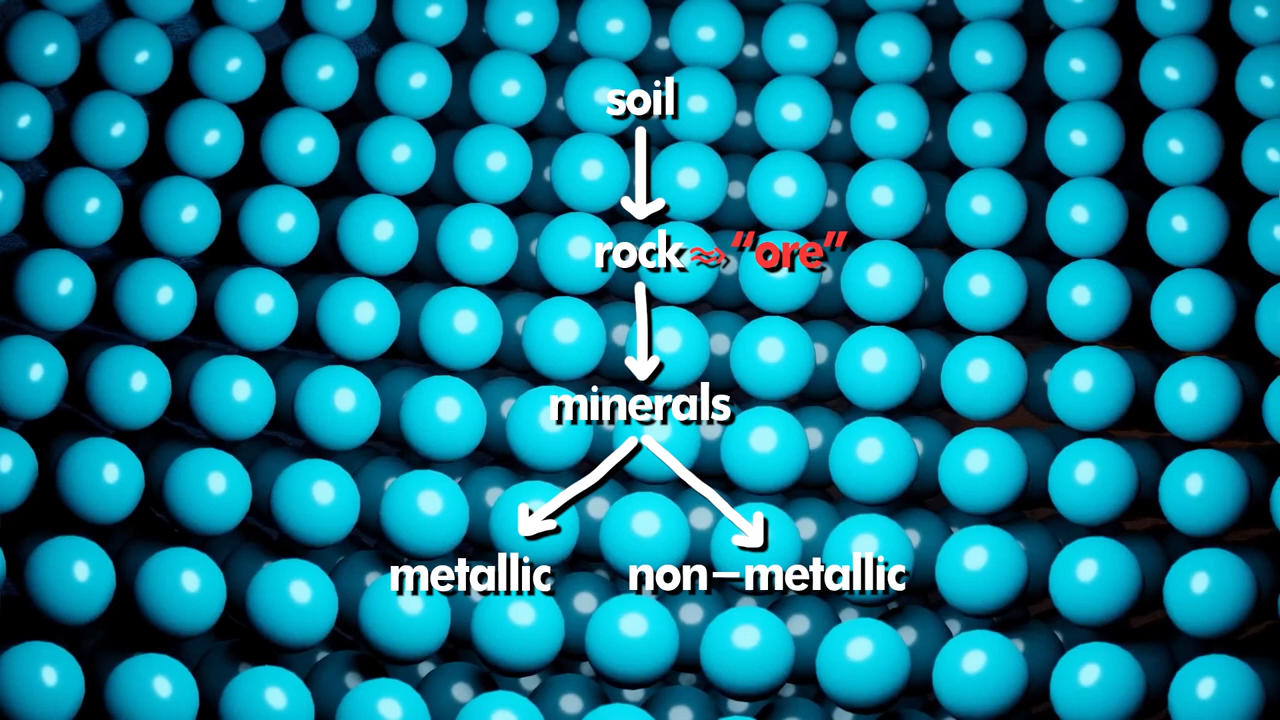 soil
rock⇝“ore”
minerals
metallic
non–metallic